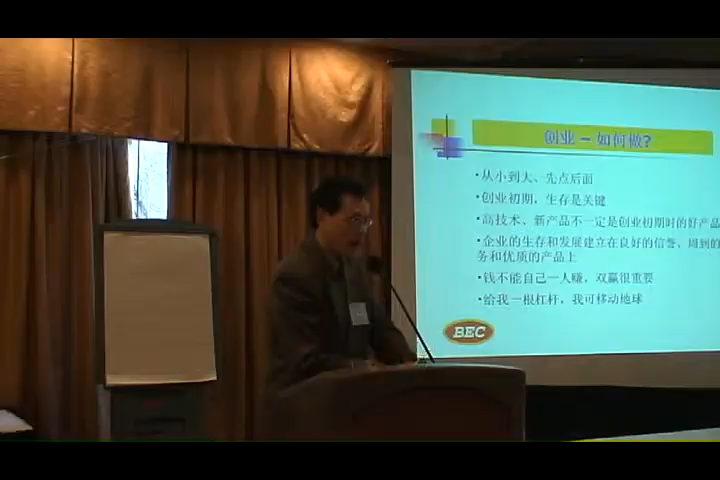 创业 – 如何做?
•从小到大、先点后面
•创业初期，生存是关键
•高技术、新产品不一定是创业初期时的好产品
•企业的生存和发展建立在良好的信誉、周到的
务和优质的产品上
•钱不能自己一人赚，双赢很重要
•给我一根杠杆，我可移动地球
BEC